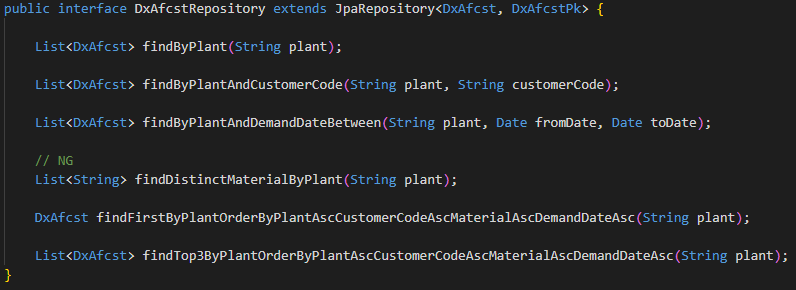 public interface DxAfcstRepository extends JpaRepository<DxAfcst, DxAfcstPk> {
List<DxAfcst> findByPlant(String plant);
List<DxAfcst> findByPlantAndCustomerCode(String plant, String customerCode);
List<DxAfcst> findByPlantAndDemandDateBetween(String plant, Date fromDate, Date toDate);
// NG
List<String> findDistinctMaterialByPlant(String plant);
DxAfcst findFirstByPlantOrderByPlantAscCustomerCodeAscMaterialAscDemandDateAsc(String plant);
List<DxAfcst> findTop3ByPlantOrderByPlantAscCustomerCodeAscMaterialAscDemandDateAsc(String plant);
}